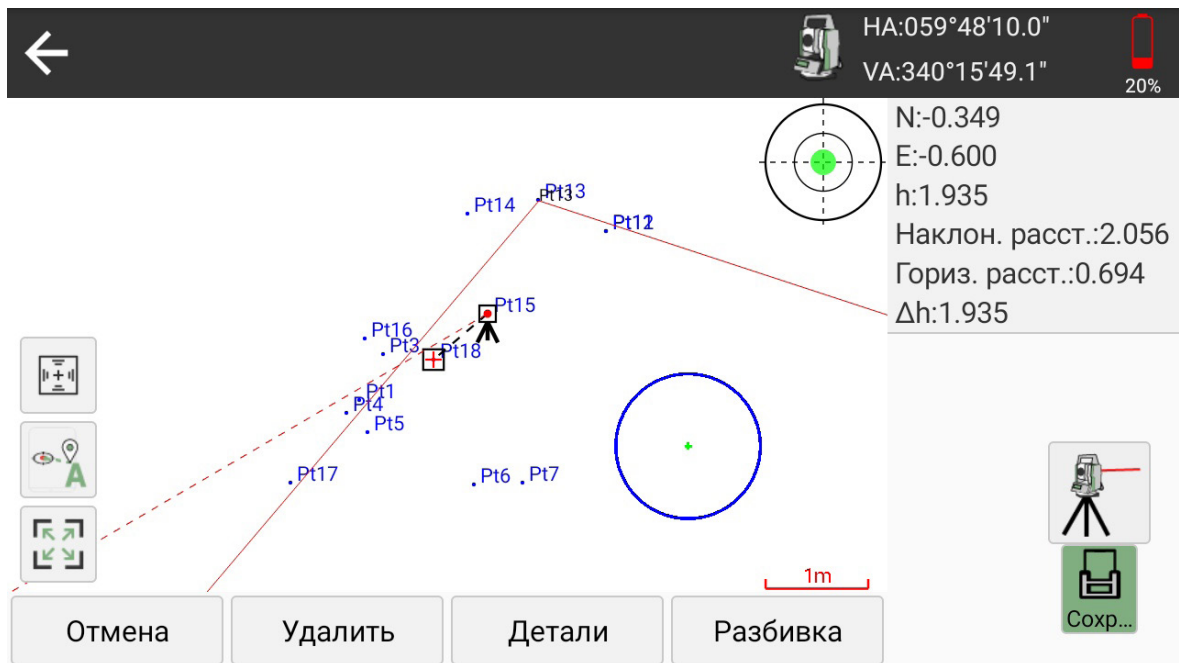 HA:059°48'10.0"
VA:340°15'49.1"
20%
N:-0.349
E:-0.600
h:1.935
Наклон. расст.:2.056
Гориз. расст.:0.694
Δh:1.935
Pt13
Pt13
Pt14
Pt15
Pt16
Pt3
Pt18
Pt1
Pt4
Pt5
Pt17
Pt6
Pt7
A
1m
Сохр...
Отмена
Удалить
Детали
Разбивка